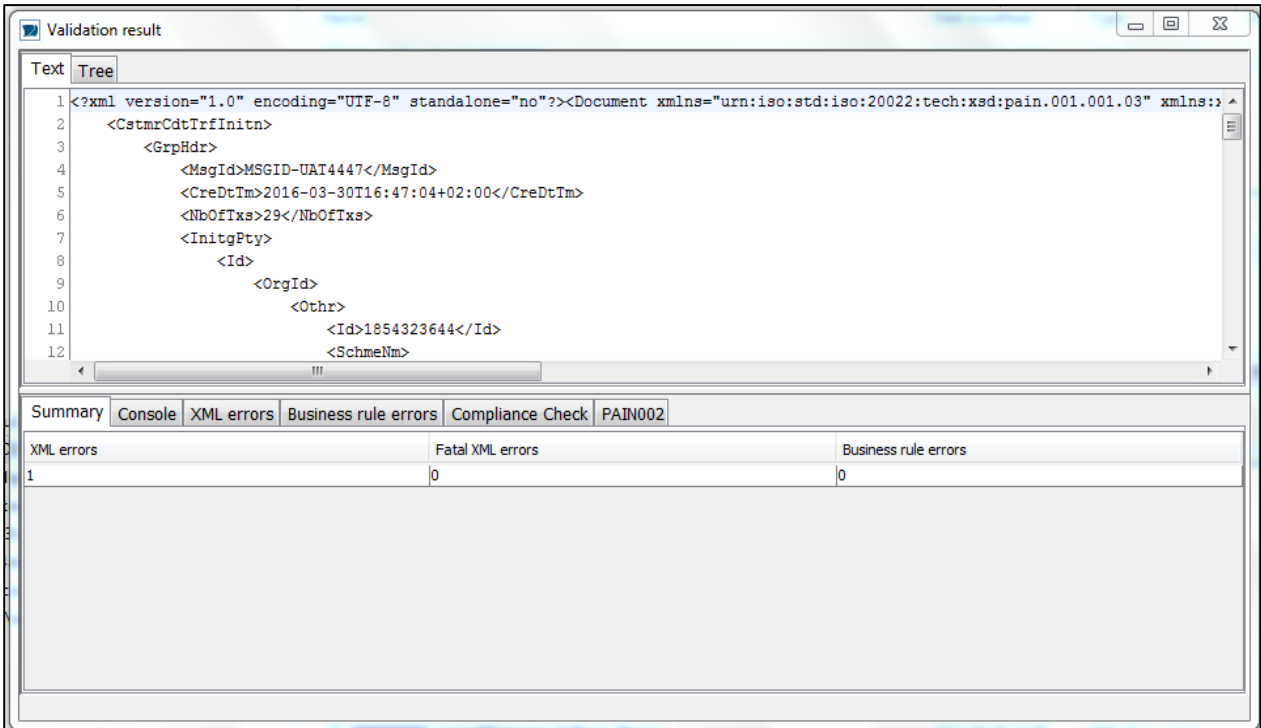 Validation result
Text Tree
1 <?xml version="1.0" encoding="UTF-8" standalone="no"?><Document xmlns="urn:iso:std:iso:20022:tech:xsd:pain.001.001.03" xmlns:
2 <CstmrCdtTrfInitn>
3 <GrpHdr>
4 <MsgId>MSGID-UAT4447</MsgId>
5 <CreDtTm>2016-03-30T16:47:04+02:00</CreDtTm>
6 <NbOfTxs>29</NbOfTxs>
7 <InitgPty>
8 <Id>
9 <OrgId>
10 <Othr>
11 <Id>1854323644</Id>
12 <SchmeNm>
Summary Console XML errors Business rule errors Compliance Check PAIN002
XML errors Fatal XML errors Business rule errors
1 0 0